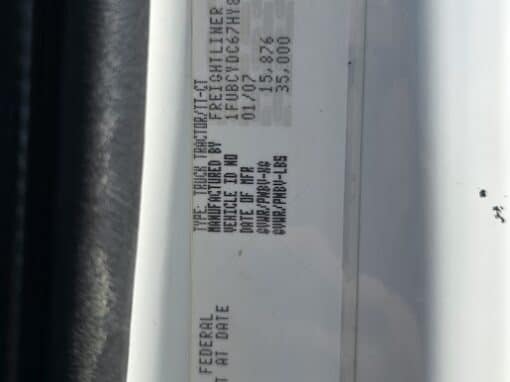 TYPE: TRUCK TRACTOR/TT-CT
MANUFACTURED BY FREIGHTLINER
VEHICLE ID NO 1FUBCYDC67HY8
DATE OF MFR 01/07
GVWR/PNBV-KG 15,876
GVWR/PNBV-LBS 35,000
FEDERAL
T AT DATE